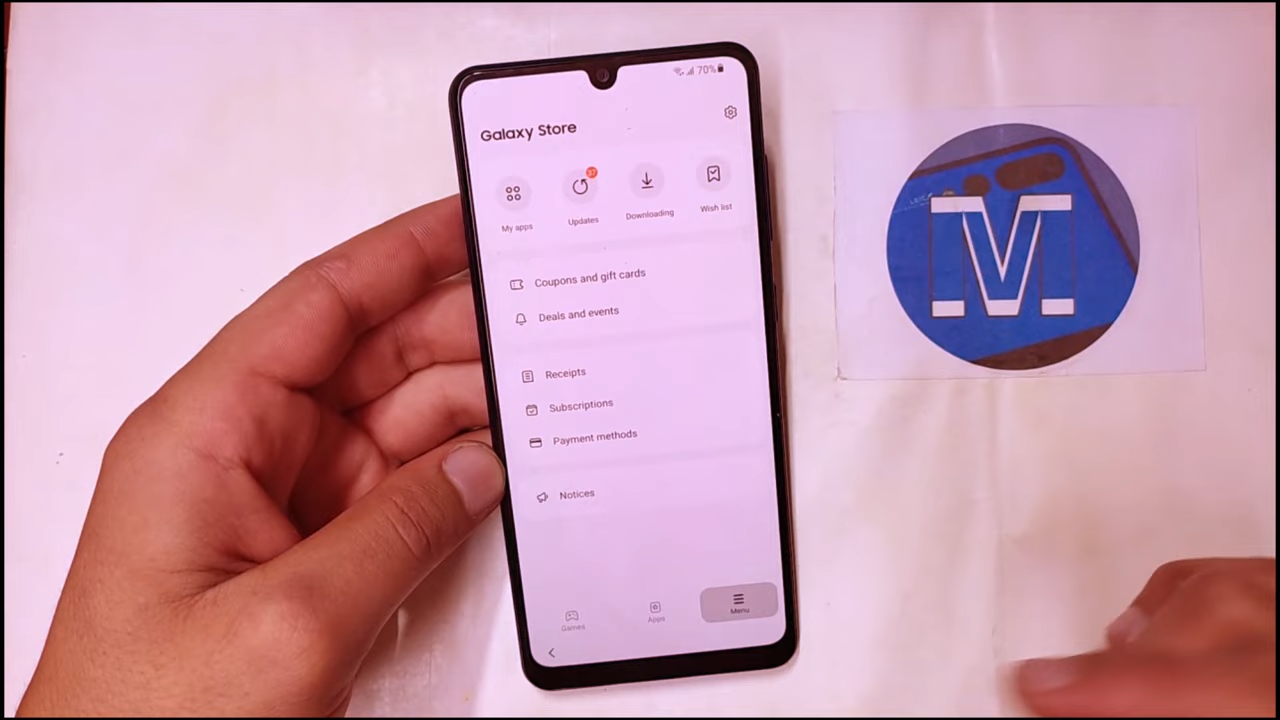 70%
Galaxy Store
My apps
Updates
Downloading
Wish list
Coupons and gift cards
Deals and events
Receipts
Subscriptions
Payment methods
Notices
Games
Apps
Menu
M